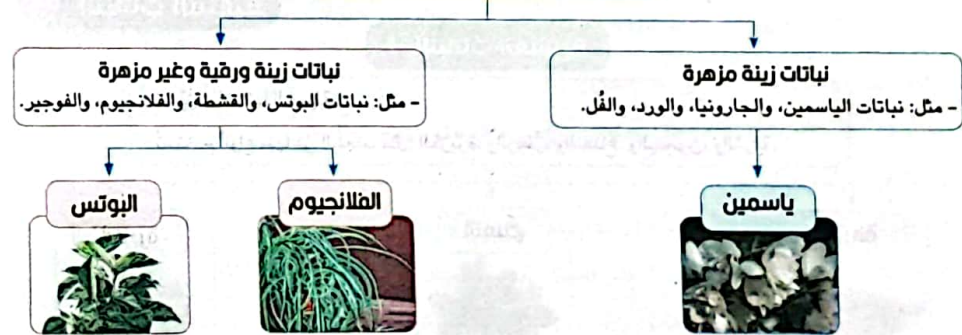 نباتات زينة مزهرة
- مثل: نباتات الياسمين، والجارونيا، والورد، والفُل.
نباتات زينة ورقية وغير مزهرة
- مثل: نباتات البوتس، والقشطة، والفلانجيوم، والفوجير.
ياسمين
الفلانجيوم
البوتس